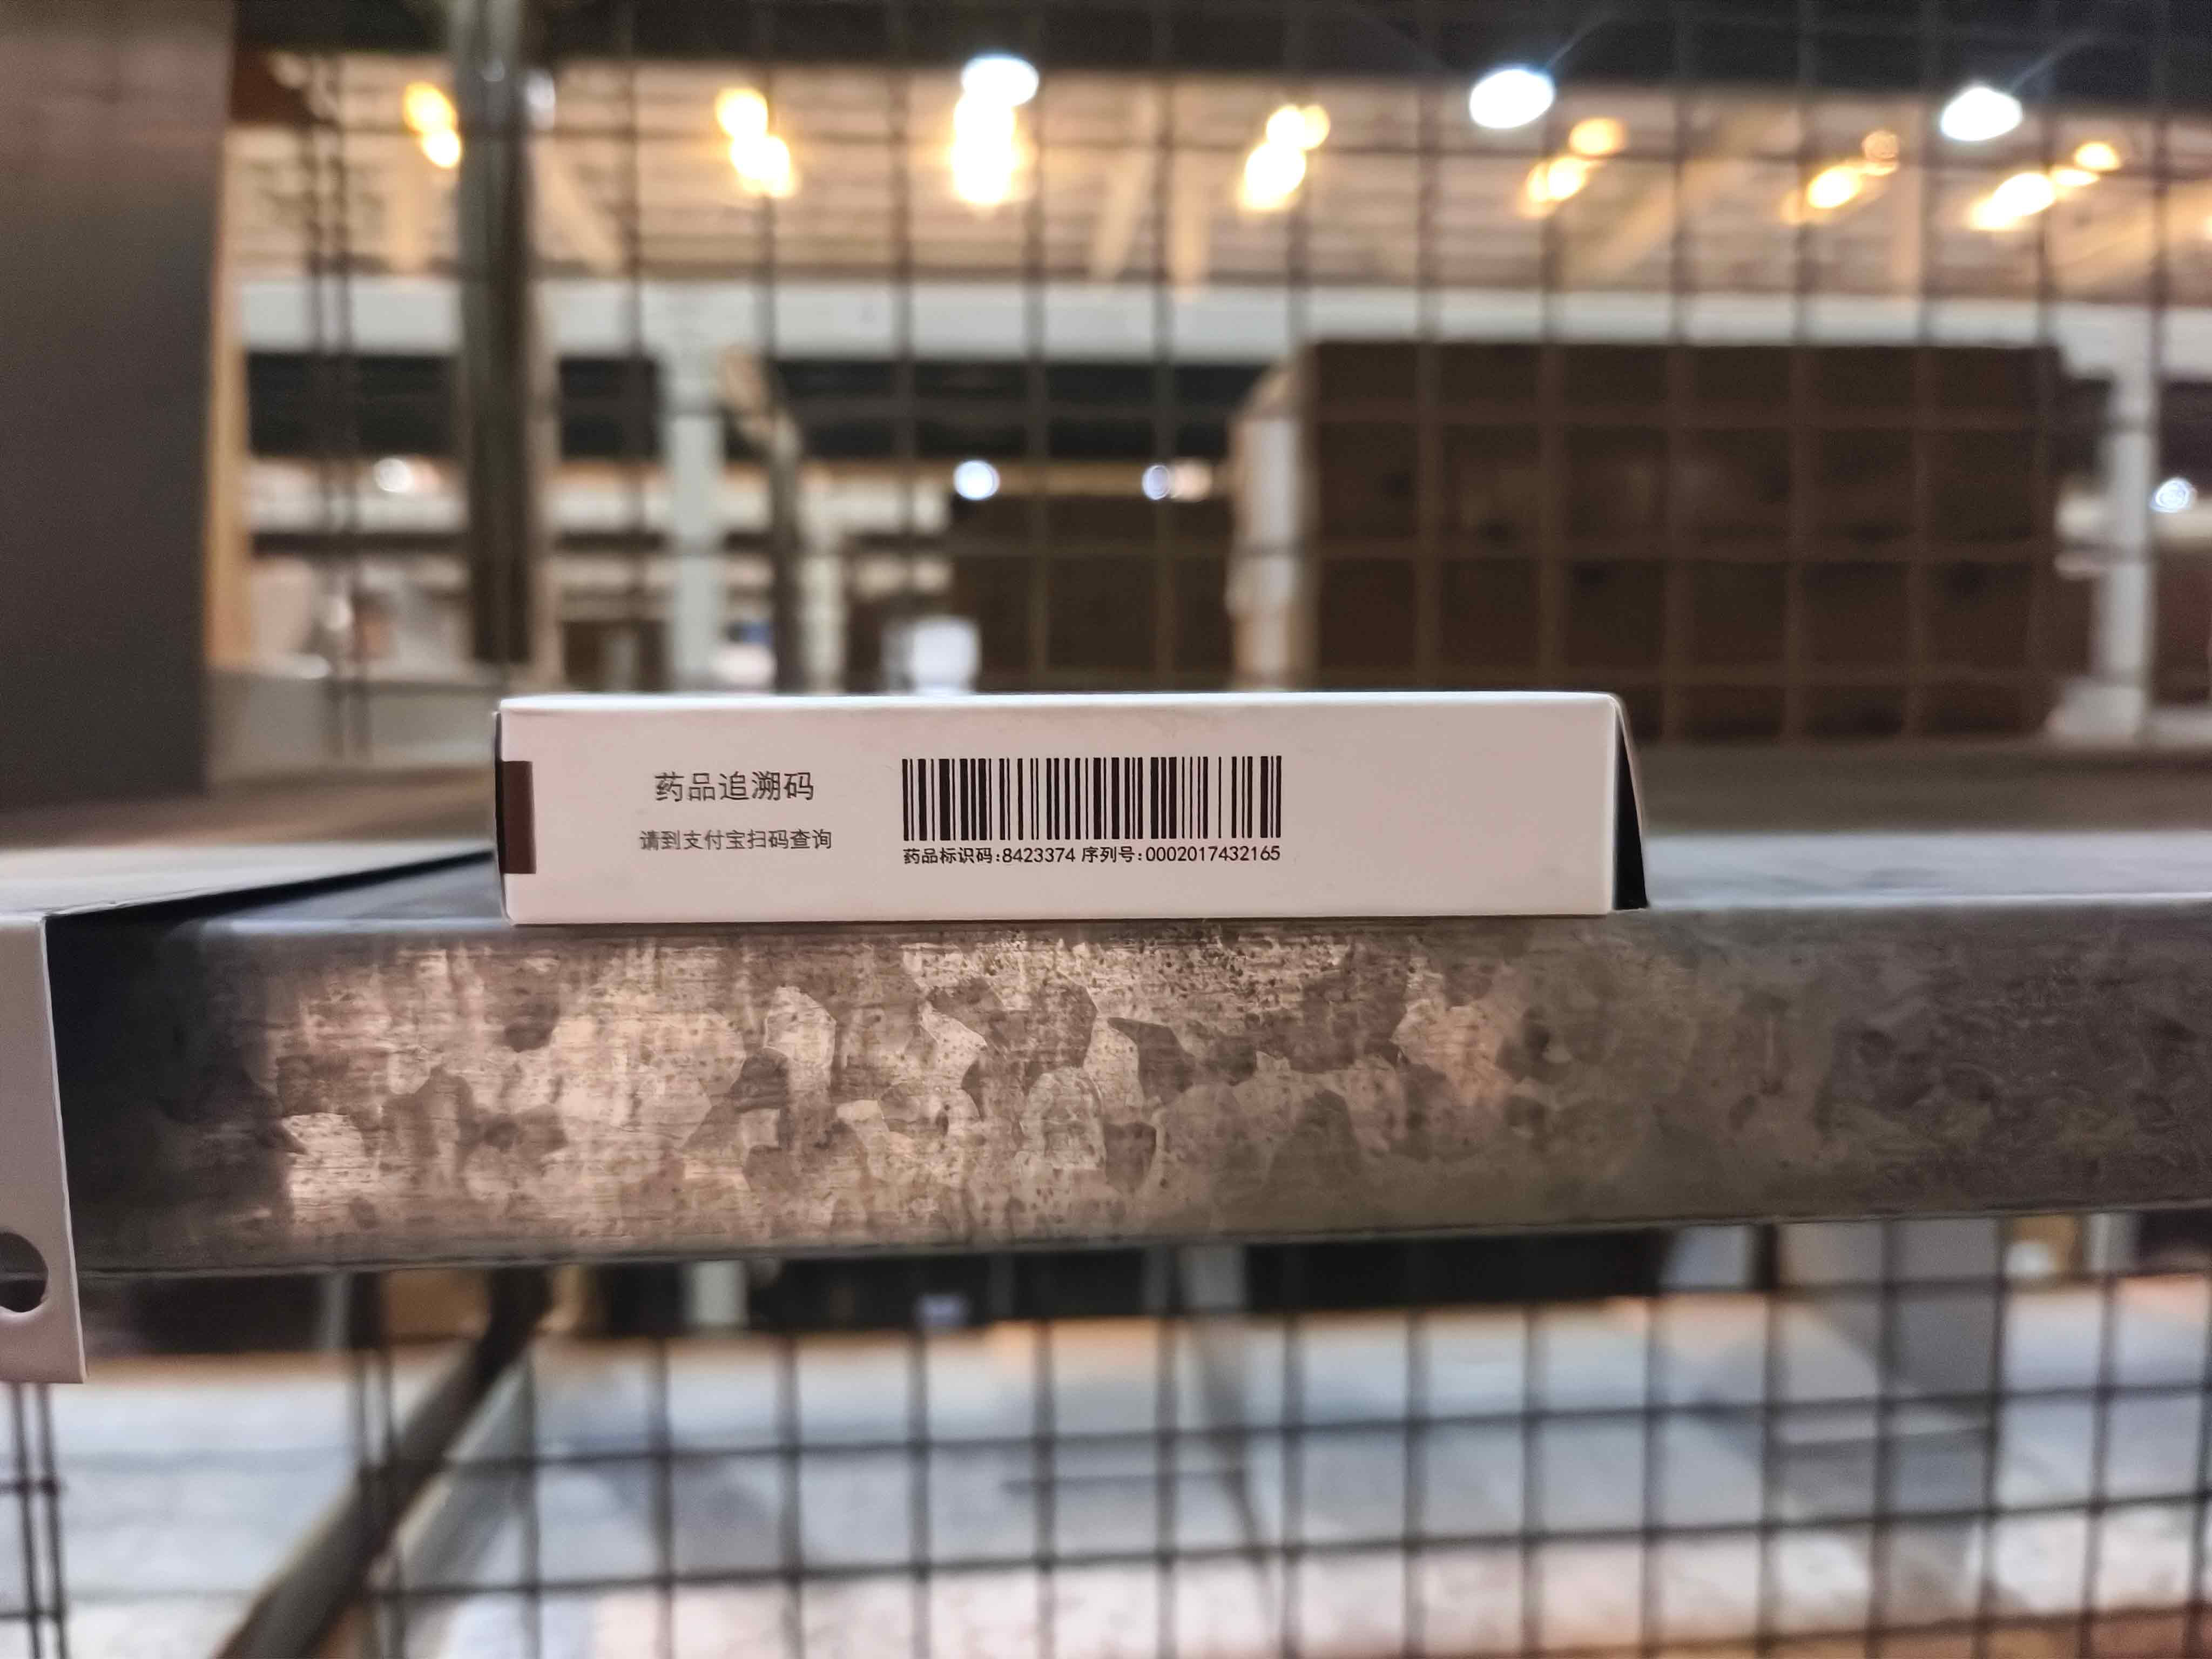 药品追溯码
请到支付宝扫码查询
药品标识码:8423374 序列号:0002017432165